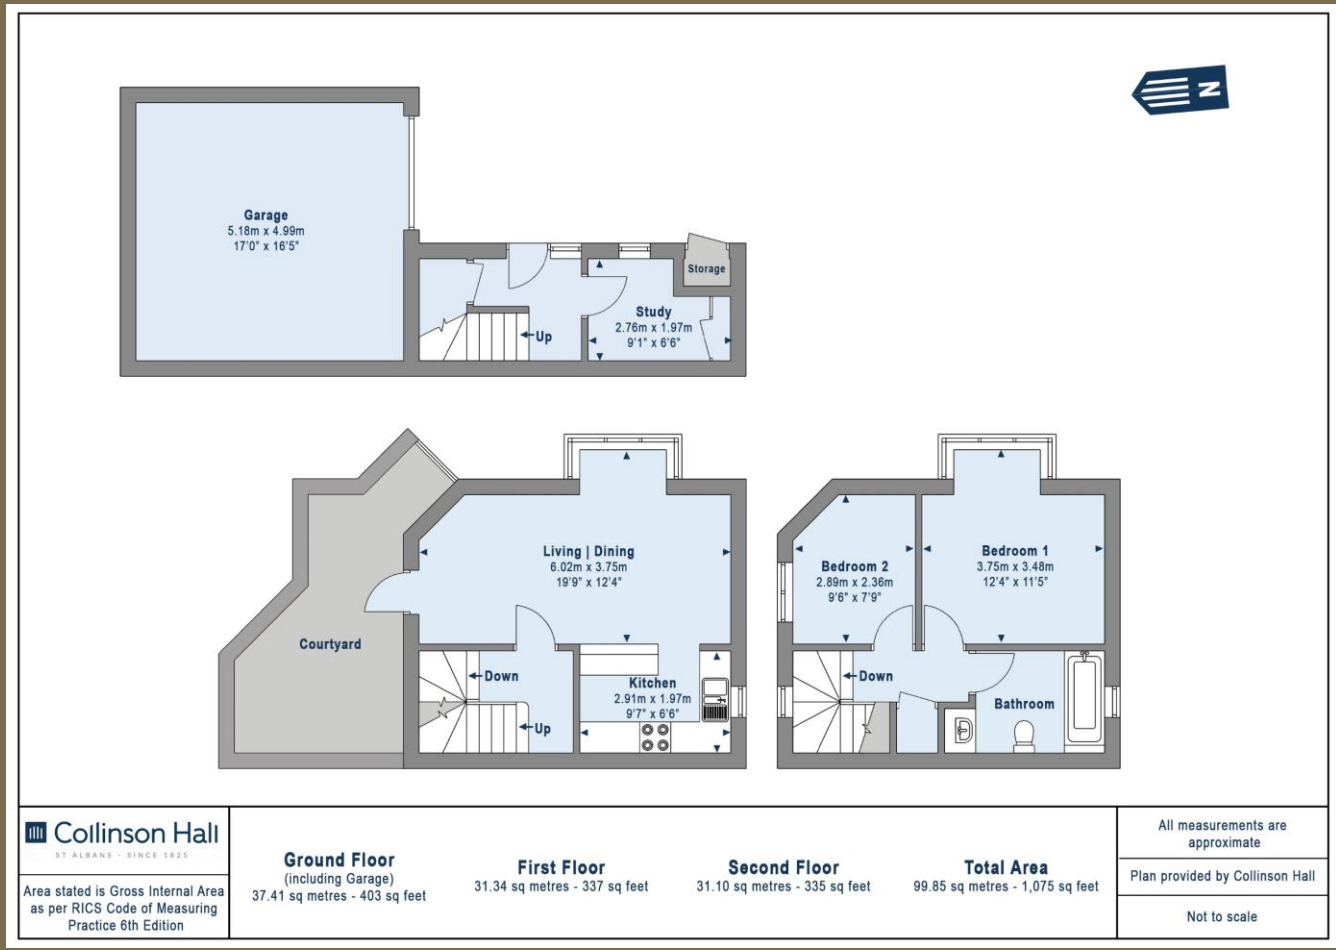 N
Garage
5.18m x 4.99m
17'0" x 16'5"
Storage
Study
2.76m x 1.97m
9'1" x 6'6"
Up
Living | Dining
6.02m x 3.75m
19'9" x 12'4"
Courtyard
Down
Up
Kitchen
2.91m x 1.97m
9'7" x 6'6"
Bedroom 2
2.89m x 2.36m
9'6" x 7'9"
Bedroom 1
3.75m x 3.48m
12'4" x 11'5"
Down
Bathroom
Collinson Hall
ST ALBANS - SINCE 1825
Area stated is Gross Internal Area
as per RICS Code of Measuring
Practice 6th Edition
Ground Floor
(including Garage)
37.41 sq metres - 403 sq feet
First Floor
31.34 sq metres - 337 sq feet
Second Floor
31.10 sq metres - 335 sq feet
Total Area
99.85 sq metres - 1,075 sq feet
All measurements are
approximate
Plan provided by Collinson Hall
Not to scale